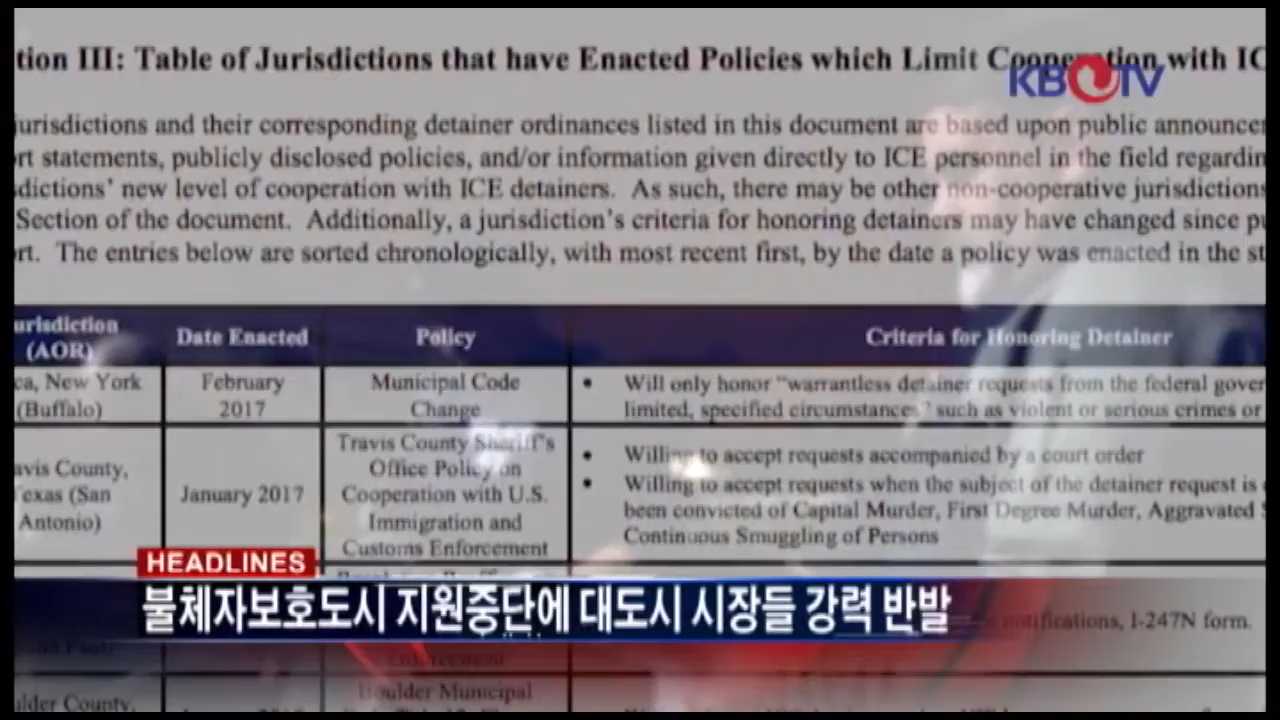 tion III: Table of Jurisdictions that have Enacted Policies which Limit Cooperation with IC
KBTV
urisdictions and their corresponding detainer ordinances listed in this document are based upon public announcer
rt statements, publicly disclosed policies, and/or information given directly to ICE personnel in the field regardin
dictions' new level of cooperation with ICE detainers. As such, there may be other non-cooperative jurisdictions
Section of the document. Additionally, a jurisdiction's criteria for honoring detainers may have changed since pu
rt. The entries below are sorted chronologically, with most recent first, by the date a policy was enacted in the st
urisdiction
(AOR)
Date Enacted
Policy
Criteria for Honoring Detainer
ca, New York
(Buffalo)
February
2017
Municipal Code
Change
• Will only honor "warrantless detainer requests from the federal gover
limited, specified circumstances" such as violent or serious crimes or
avis County,
Texas (San
Antonio)
January 2017
Travis County Sheriff's
Office Policy on
Cooperation with U.S.
Immigration and
Customs Enforcement
• Willing to accept requests accompanied by a court order
• Willing to accept requests when the subject of the detainer request is
been convicted of Capital Murder, First Degree Murder, Aggravated
Continuous Smuggling of Persons
HEADLINES
불체자보호도시 지원중단에 대도시 시장들 강력 반발
notifications, I-247N form.
Enforcement
ulder County,
Boulder Municipal